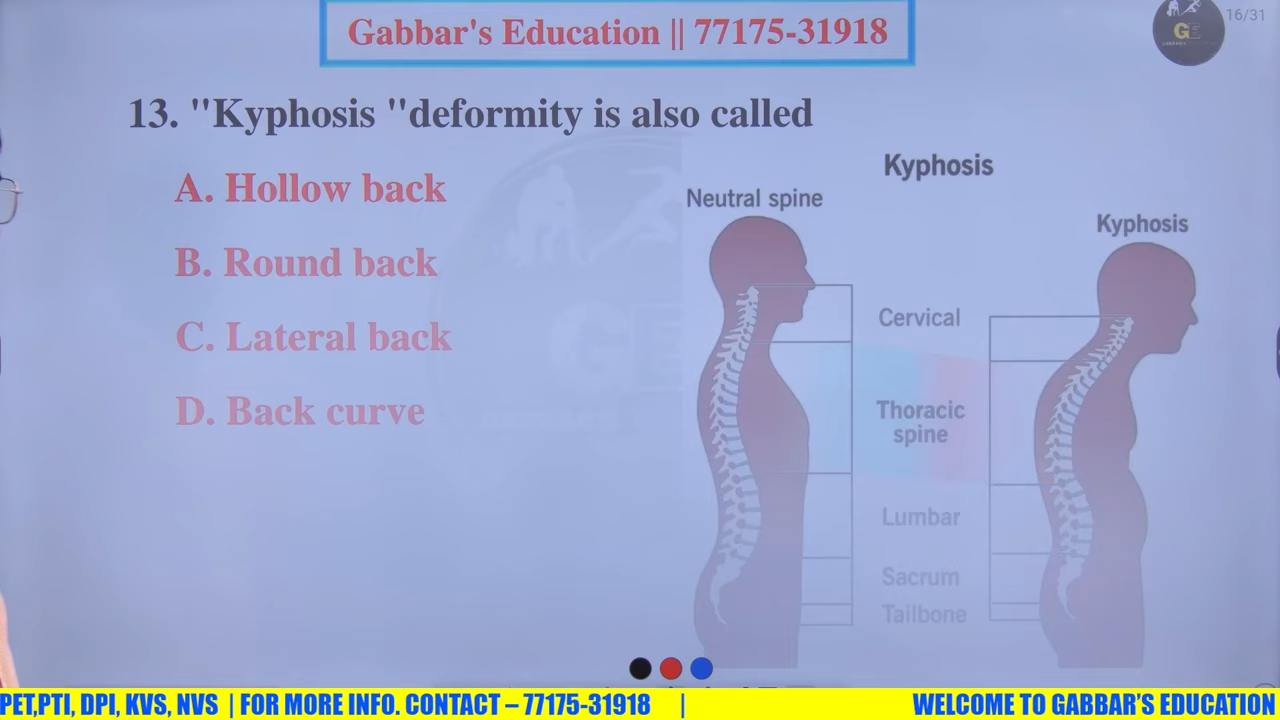 Gabbar's Education || 77175-31918
16/31
GE
13. "Kyphosis "deformity is also called
A. Hollow back
B. Round back
C. Lateral back
D. Back curve
Kyphosis
Neutral spine
Kyphosis
Cervical
Thoracic
spine
Lumbar
Sacrum
Tailbone
GE
PET,PTI, DPI, KVS, NVS | FOR MORE INFO. CONTACT – 77175-31918 | WELCOME TO GABBAR'S EDUCATION